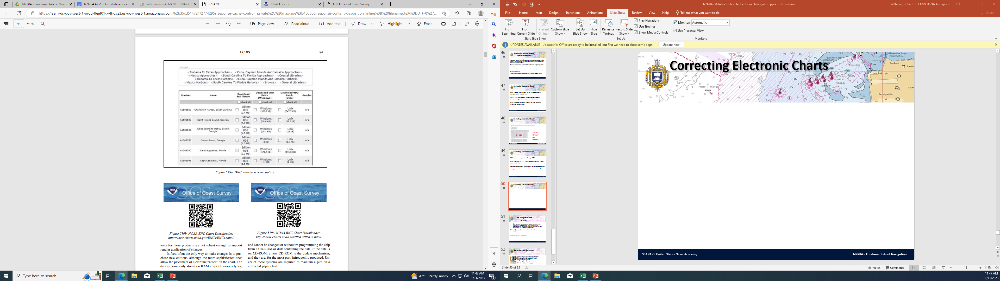 NN284 - Fundamentals of Navig
NN284 AY 2023 - Syllabus.docx -
References – ADVANCED NAVIG
2774295
Chart Locator
U.S. Office of Coast Survey
https://learn-us-gov-west-1-prod-fleet01-xythos.s3.us-gov-west-1.amazonaws.com/62b35cd514724/2774295?response-cache-control=private%2C%20max-age%3D10800&response-content-disposition=inline%3B%20filename%2A%3DUTF-8%27...
98 of 789
Page view
Read aloud
Add text
Draw
Highlight
Erase
ECDIS 84
Images
<Alabama To Texas Approaches> <Cuba, Cayman Islands And Jamaica Approaches>
<Mexico Approaches> <South Carolina To Florida Approaches> <Coastal Libraries>
<Alabama To Texas Harbors> <Cuba, Cayman Islands And Jamaica Harbors>
<Mexico Harbors> <South Carolina To Florida Harbors> <Browse> <General Libraries>
Number Name Download full library Download VDU Patch (Windows) Download VDU Patch (Unix) Graphic
check all check all check all
A1508500 Charleston Harbor, South Carolina Edition 036 (2.4 MB) Windows (550.6 KB) Unix (547.7 KB) n/a
A1508530 Saint Helena Sound, Georgia Edition 036 (3.7 MB) Windows (58.6 KB) Unix (53.7 KB) n/a
A1508540 Tybee Island to Doboy Sound, Georgia Edition 036 (1.7 MB) Windows (28.7 KB) Unix (23 KB) n/a
A1508555 Doboy Sound, Georgia Edition 036 (1.5 MB) Windows (2 KB) Unix (1.7 KB) n/a
A1508580 Saint Augustine, Florida Edition 036 (2.2 MB) Windows (578.7 KB) Unix (545.8 KB) n/a
A1508595 Cape Canaveral, Florida Edition 036 (1.5 MB) Windows (1.1 MB) Unix (1 MB) n/a
Figure 519a. DNC website screen capture.
NOAA OCS Office of Coast Survey
NOAA OCS Office of Coast Survey
Figure 519b. NOAA ENC Chart Downloader.
http://www.charts.noaa.gov/ENCs/ENCs.shtml.
Figure 519c. NOAA RNC Chart Downloader.
http://www.charts.noaa.gov/RNCs/RNCs.shtml.
tems for these products are not robust enough to support
regular application of changes.
In fact, often the only way to make changes is to pur-
chase new editions, although the more sophisticated ones
allow the placement of electronic “notes” on the chart. The
data is commonly stored on RAM chips of various types,
and cannot be changed or without re-programming the chip
from a CD-ROM or disk containing the data. If the data is
on CD-ROM, a new CD-ROM is the update mechanism,
and they are, for the most part, infrequently produced. Us-
ers of these systems are required to maintain a plot on a
corrected paper chart.
Type here to search
42°F Partly sunny
11:47 AM
1/11/2023
5
NN284-08-Introduction to Electronic Navigation.pptx - PowerPoint
Wilhelm, Robert G LT USN USNA Annapolis
File Home Insert Design Transitions Animations Slide Show Review View Help Tell me what you want to do
Share
From Beginning
From Current Slide
Present Online
Custom Slide Show
Set Up Slide Show
Hide Slide
Rehearse Timings
Record Slide Show
Play Narrations
Use Timings
Show Media Controls
Monitor: Automatic
Use Presenter View
Start Slide Show
Set Up
Monitors
UPDATES AVAILABLE Updates for Office are ready to be installed, but first we need to close some apps. Update now
46
Navigation Sensor System
Interface (NAVSSI)
47
Correcting Electronic Charts
48
Correcting Electronic Charts
49
Correcting Electronic Charts
50
Correcting Electronic Charts
51
The Shape of the
Earth
52
Enabling Objectives
Correcting Electronic Charts
Four Fathom Bank
Fourfathom
Golden Gate
Golden Gate Bridge
Fort Point
Mile Rocks Light
San Miguel Hills
SEANAV I United States Naval Academy
NN284 – Fundamentals of Navigation
Slide 50 of 53
Notes
Comments
111%
11:47 AM
1/11/2023